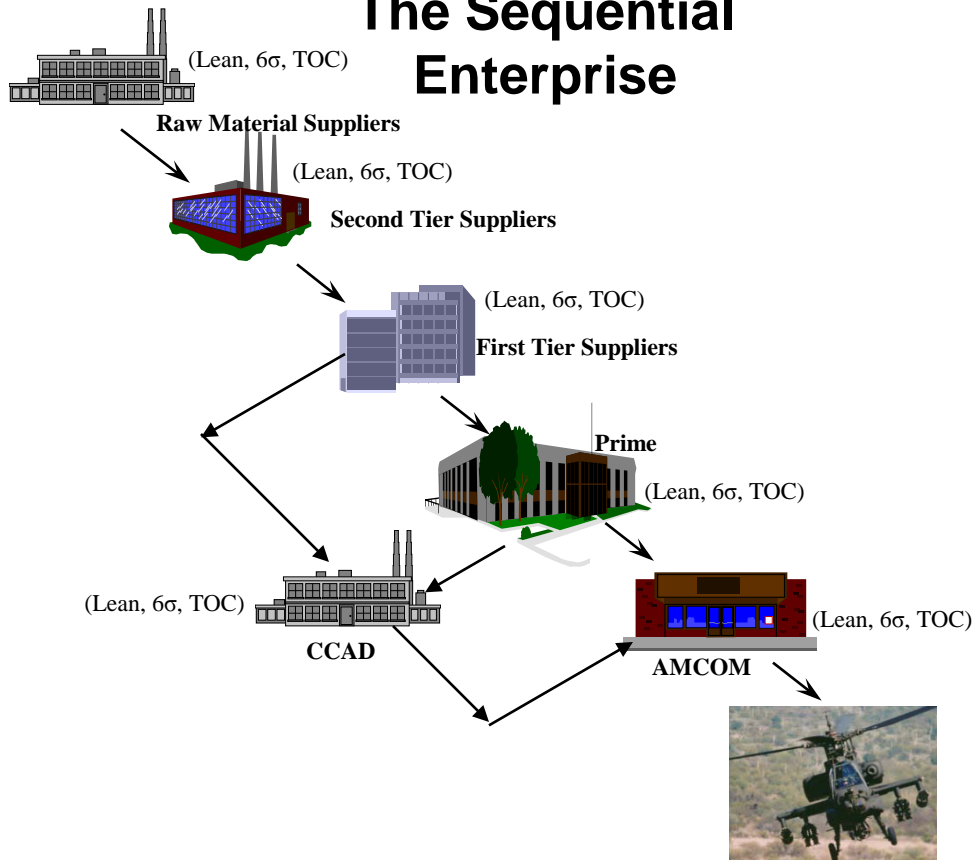 The Sequential
Enterprise
(Lean, 6σ, TOC)
Raw Material Suppliers
(Lean, 6σ, TOC)
Second Tier Suppliers
(Lean, 6σ, TOC)
First Tier Suppliers
Prime
(Lean, 6σ, TOC)
(Lean, 6σ, TOC)
CCAD
(Lean, 6σ, TOC)
AMCOM